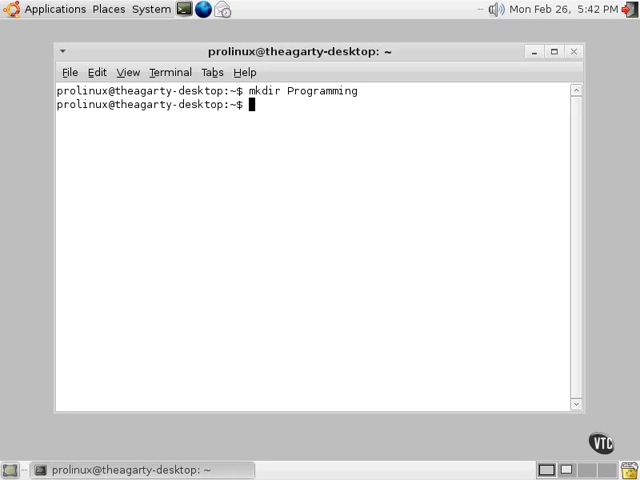 Applications Places System
Mon Feb 26, 5:42 PM
prolinux@theagarty-desktop: ~
File Edit View Terminal Tabs Help
prolinux@theagarty-desktop:~$ mkdir Programming
prolinux@theagarty-desktop:~$
VTC
prolinux@theagarty-desktop: ~